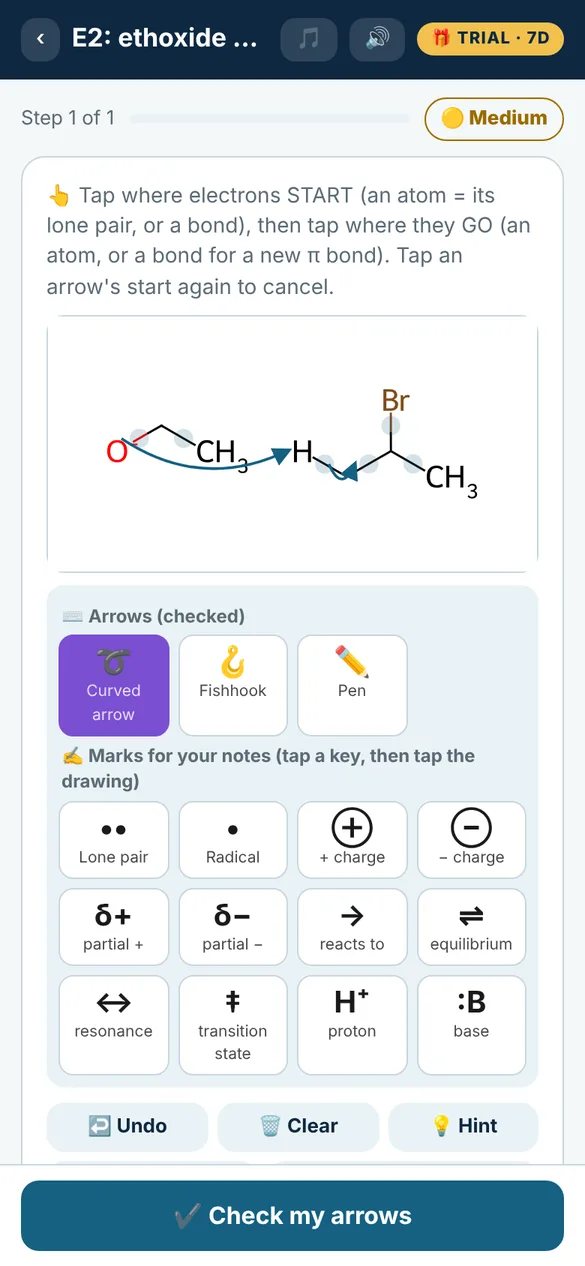 E2: ethoxide ...
TRIAL · 7D
Step 1 of 1
Medium
Tap where electrons START (an atom = its
lone pair, or a bond), then tap where they GO (an
atom, or a bond for a new π bond). Tap an
arrow's start again to cancel.
Br
O CH3 H CH3
Arrows (checked)
Curved
arrow
Fishhook
Pen
Marks for your notes (tap a key, then tap the
drawing)
•• • + −
Lone pair Radical + charge − charge
δ+ δ− → ⇌
partial + partial − reacts to equilibrium
↔ ‡ H⁺ :B
resonance transition
state
proton base
Undo Clear Hint
Check my arrows